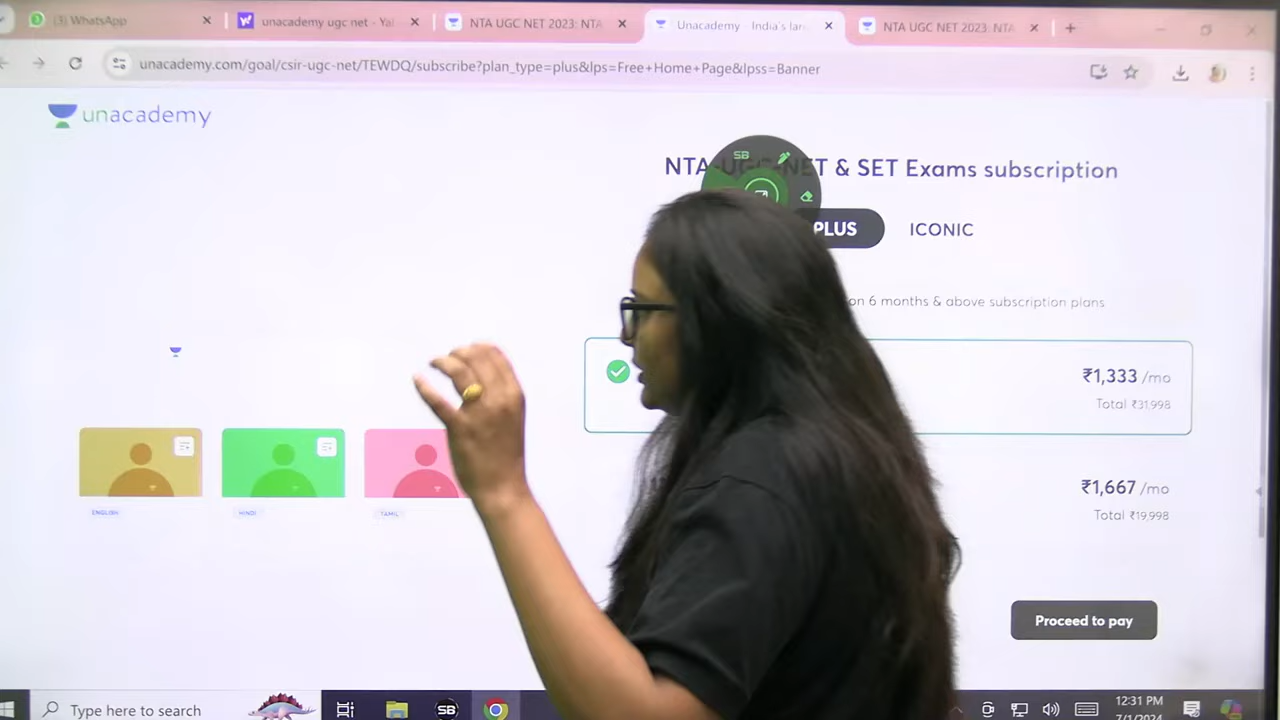 (3) WhatsApp
unacademy ugc net - Ya
NTA UGC NET 2023: NTA
Unacademy India's lar
NTA UGC NET 2023: NTA
unacademy.com/goal/csir-ugc-net/TEWDQ/subscribe?plan_type=plus&lps=Free+Home+Page&lpss=Banner
unacademy
SB
NTA-UGC-NET & SET Exams subscription
PLUS
ICONIC
on 6 months & above subscription plans
₹1,333 /mo
Total ₹31,998
ENGLISH
HINDI
TAMIL
₹1,667 /mo
Total ₹19,998
Proceed to pay
Type here to search
SB
12:31 PM
7/1/2024